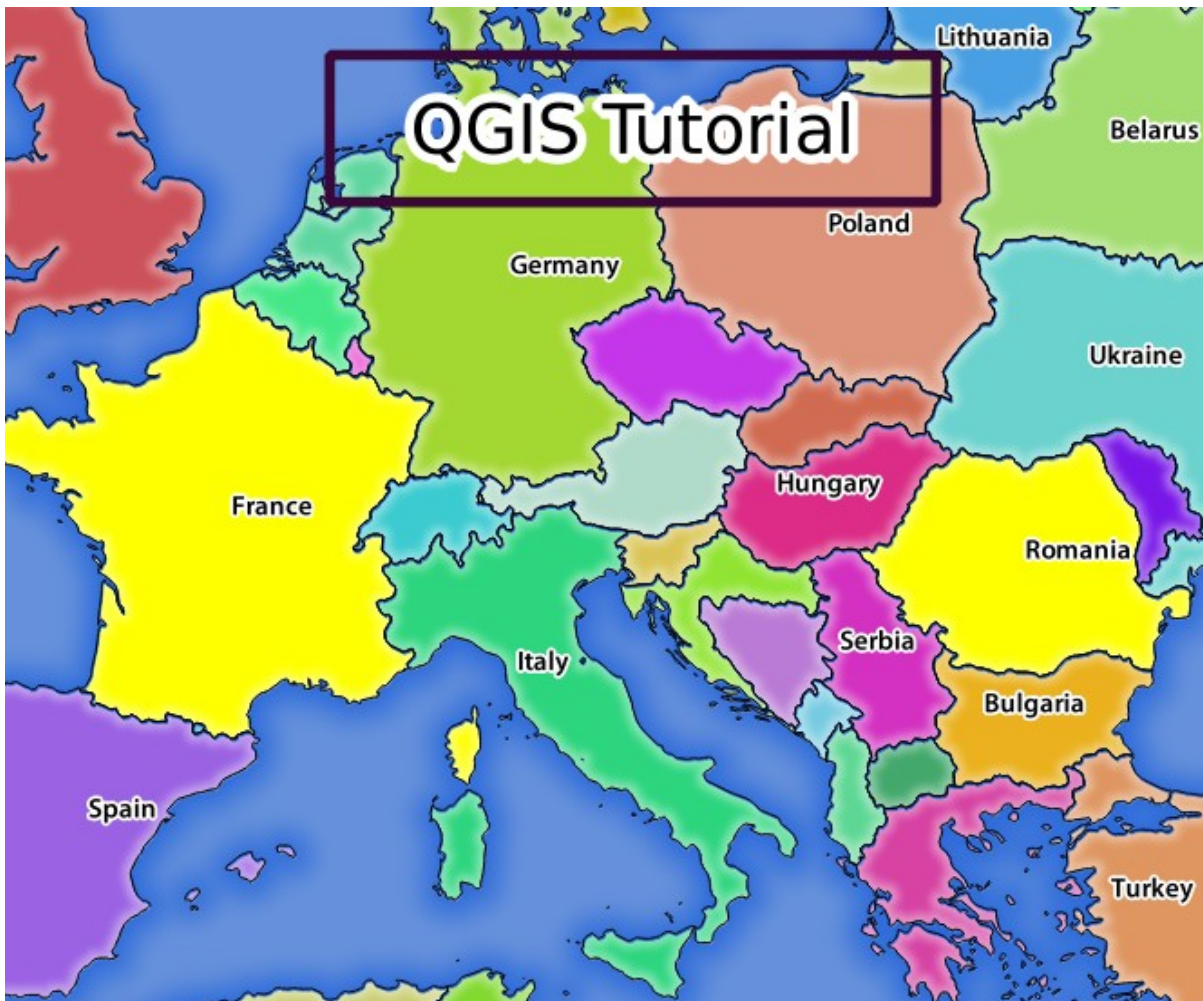 Lithuania
QGIS Tutorial
Belarus
Poland
Germany
Ukraine
Hungary
France
Romania
Serbia
Italy
Bulgaria
Spain
Turkey